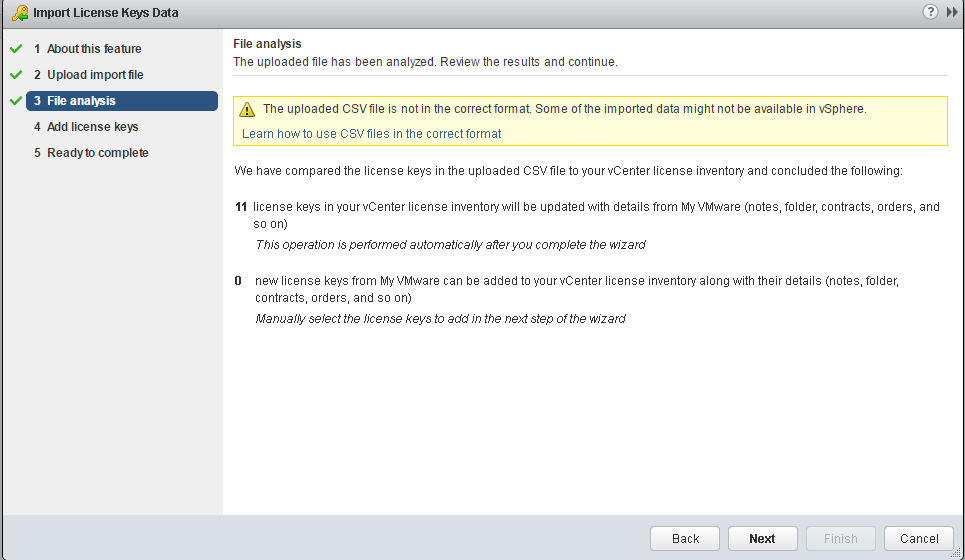 Import License Keys Data
?
1 About this feature
2 Upload import file
3 File analysis
4 Add license keys
5 Ready to complete
File analysis
The uploaded file has been analyzed. Review the results and continue.
The uploaded CSV file is not in the correct format. Some of the imported data might not be available in vSphere.
Learn how to use CSV files in the correct format
We have compared the license keys in the uploaded CSV file to your vCenter license inventory and concluded the following:
11 license keys in your vCenter license inventory will be updated with details from My VMware (notes, folder, contracts, orders, and
so on)
This operation is performed automatically after you complete the wizard
0 new license keys from My VMware can be added to your vCenter license inventory along with their details (notes, folder,
contracts, orders, and so on)
Manually select the license keys to add in the next step of the wizard
Back Next Finish Cancel